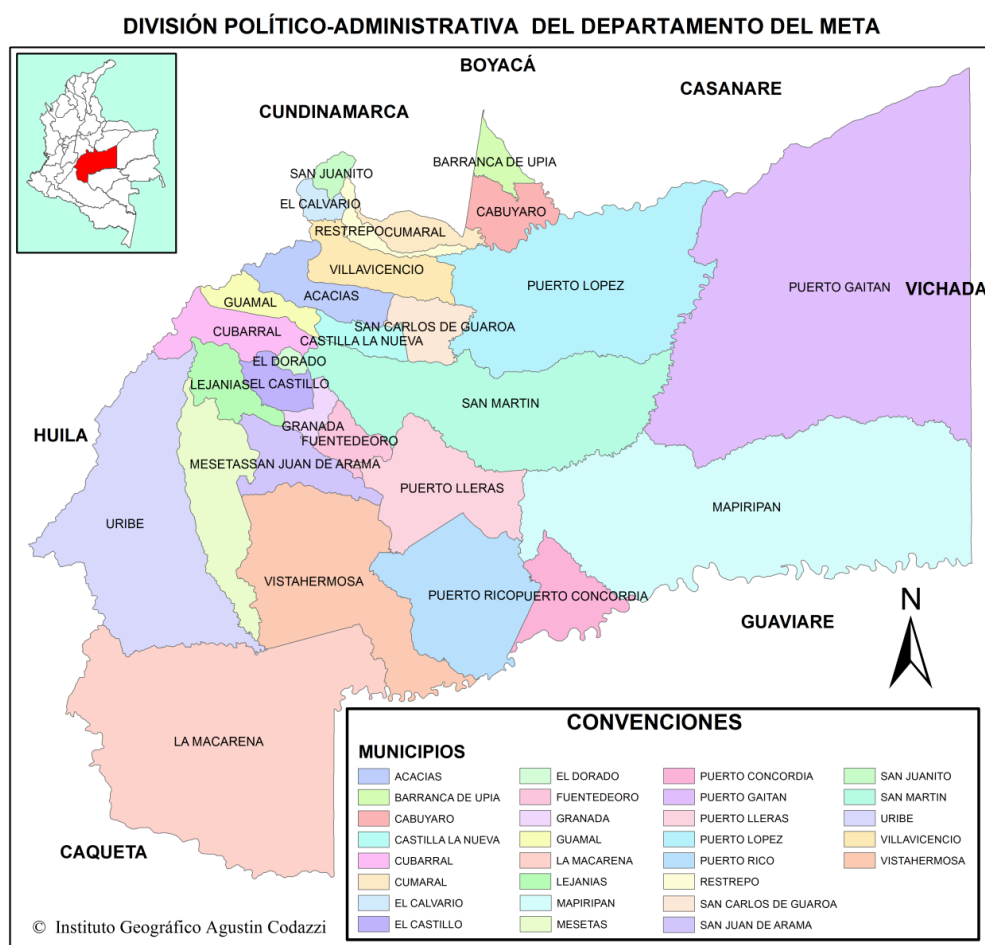 DIVISIÓN POLÍTICO-ADMINISTRATIVA DEL DEPARTAMENTO DEL META
BOYACÁ
CASANARE
CUNDINAMARCA
BARRANCA DE UPIA
SAN JUANITO
EL CALVARIO
CABUYARO
RESTREPO
CUMARAL
VILLAVICENCIO
PUERTO LOPEZ
PUERTO GAITAN
VICHADA
ACACIAS
GUAMAL
SAN CARLOS DE GUAROA
CUBARRAL
CASTILLA LA NUEVA
EL DORADO
LEJANIAS
EL CASTILLO
SAN MARTIN
HUILA
GRANADA
FUENTEDEORO
MESETAS
SAN JUAN DE ARAMA
PUERTO LLERAS
MAPIRIPAN
URIBE
VISTAHERMOSA
PUERTO RICO
PUERTO CONCORDIA
GUAVIARE
N
LA MACARENA
CAQUETA
CONVENCIONES
MUNICIPIOS
ACACIAS
BARRANCA DE UPIA
CABUYARO
CASTILLA LA NUEVA
CUBARRAL
CUMARAL
EL CALVARIO
EL CASTILLO
EL DORADO
FUENTEDEORO
GRANADA
GUAMAL
LA MACARENA
LEJANIAS
MAPIRIPAN
MESETAS
PUERTO CONCORDIA
PUERTO GAITAN
PUERTO LLERAS
PUERTO LOPEZ
PUERTO RICO
RESTREPO
SAN CARLOS DE GUAROA
SAN JUAN DE ARAMA
SAN JUANITO
SAN MARTIN
URIBE
VILLAVICENCIO
VISTAHERMOSA
© Instituto Geográfico Agustin Codazzi